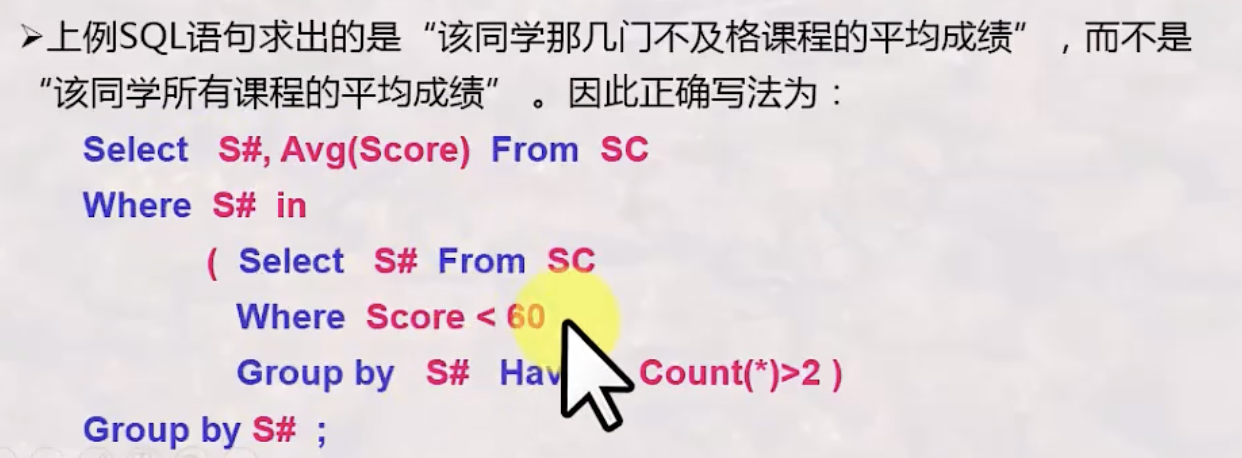 ➢上例SQL语句求出的是“该同学那几门不及格课程的平均成绩”，而不是
“该同学所有课程的平均成绩”。因此正确写法为：
Select S#, Avg(Score) From SC
Where S# in
( Select S# From SC
Where Score < 60
Group by S# Hav Count(*)>2 )
Group by S# ;